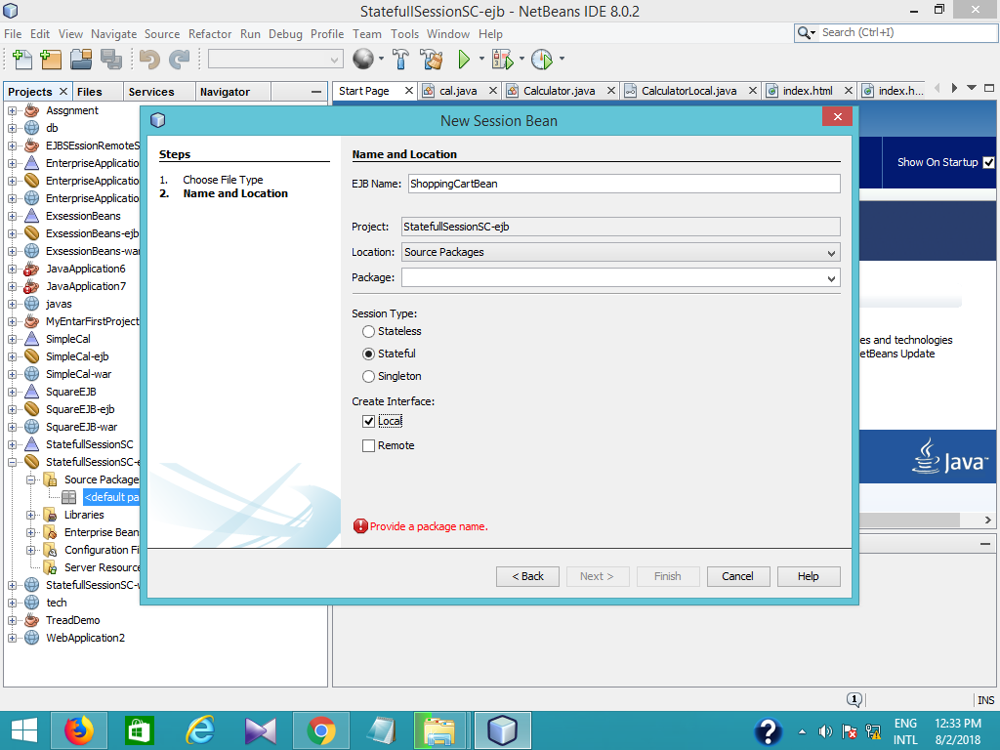 StatefullSessionSC-ejb - NetBeans IDE 8.0.2
File Edit View Navigate Source Refactor Run Debug Profile Team Tools Window Help
Search (Ctrl+I)
Projects Files Services Navigator
Start Page cal.java Calculator.java CalculatorLocal.java index.html index.h...
Assgnment
db
EJBSEssionRemoteS
EnterpriseApplicatio
EnterpriseApplicatio
EnterpriseApplicatio
ExsessionBeans
ExsessionBeans-ejb
ExsessionBeans-war
JavaApplication6
JavaApplication7
javas
MyEntarFirstProject
SimpleCal
SimpleCal-ejb
SimpleCal-war
SquareEJB
SquareEJB-ejb
SquareEJB-war
StatefullSessionSC
StatefullSessionSC-e
Source Package
<default pa
Libraries
Enterprise Bean
Configuration Fi
Server Resource
StatefullSessionSC-w
tech
TreadDemo
WebApplication2
New Session Bean
Steps
1. Choose File Type
2. Name and Location
Name and Location
EJB Name: ShoppingCartBean
Project: StatefullSessionSC-ejb
Location: Source Packages
Package:
Session Type:
Stateless
Stateful
Singleton
Create Interface:
Local
Remote
Provide a package name.
< Back Next > Finish Cancel Help
Show On Startup
es and technologies
etBeans Update
Java™
1
INS
ENG
INTL
12:33 PM
8/2/2018